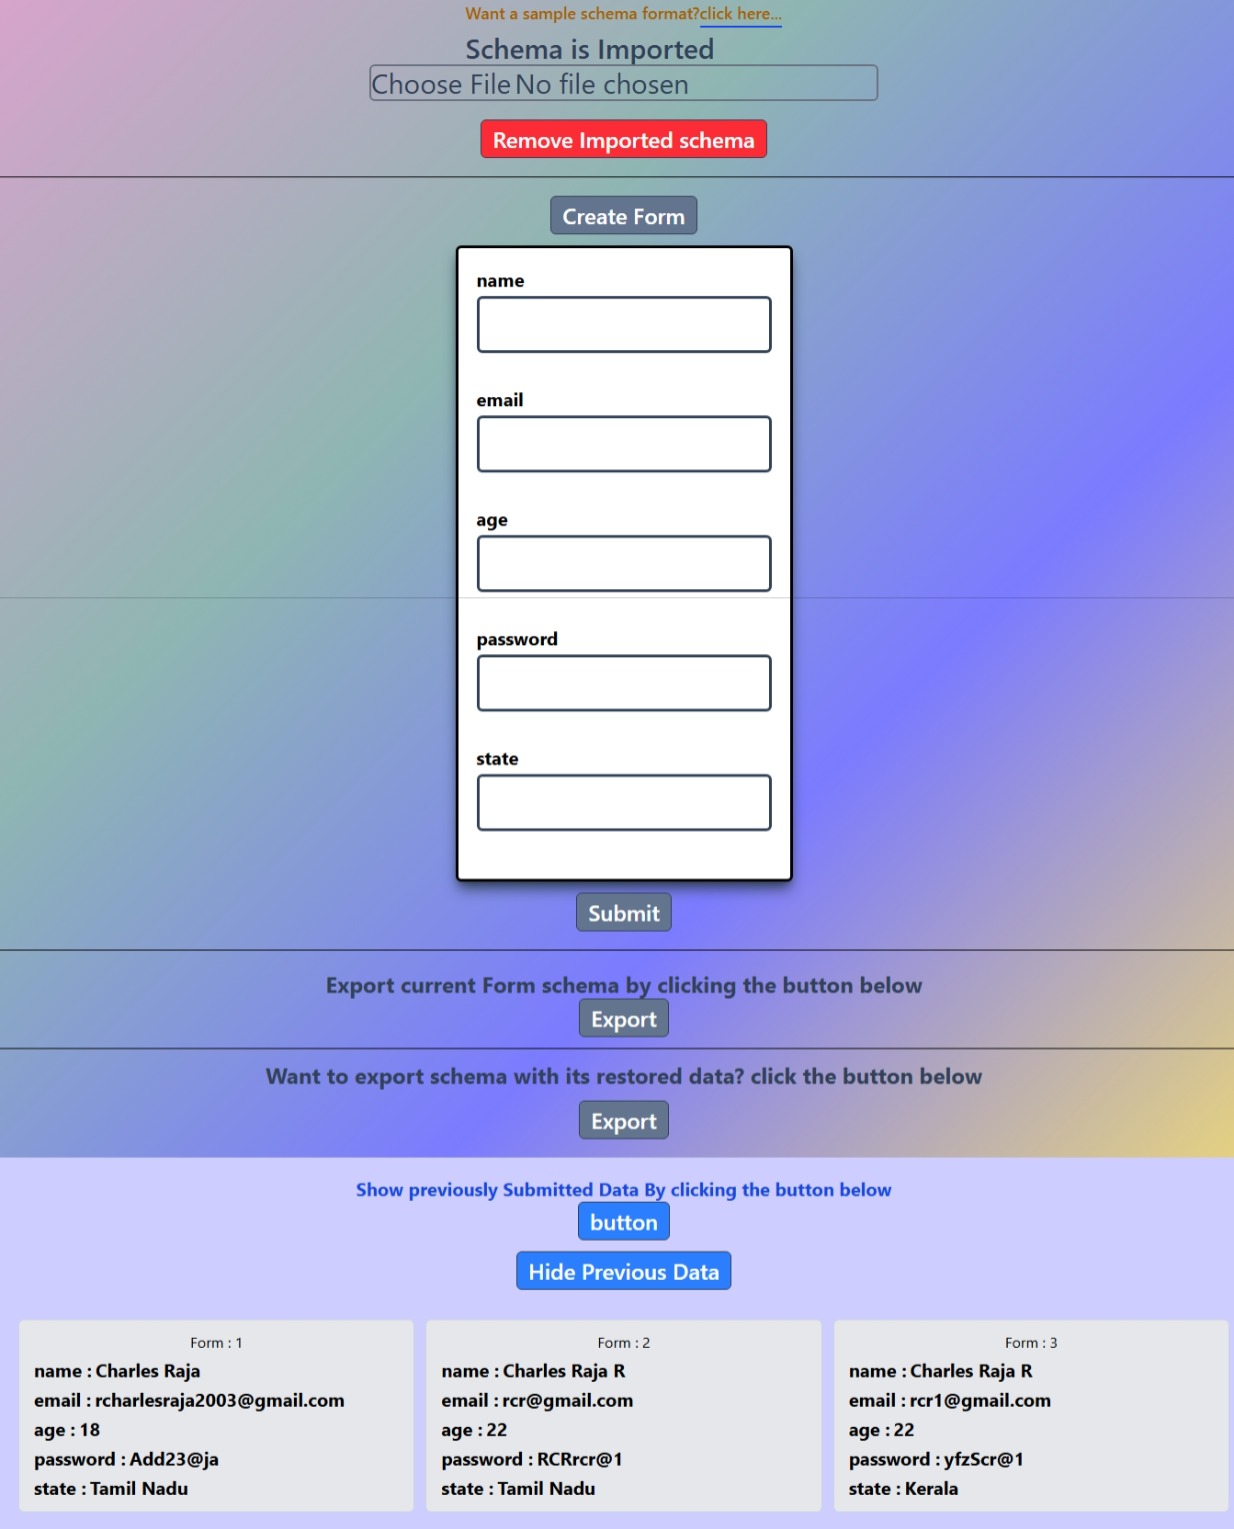 Want a sample schema format?click here...
Schema is Imported
Choose File No file chosen
Remove Imported schema
Create Form
name
email
age
password
state
Submit
Export current Form schema by clicking the button below
Export
Want to export schema with its restored data? click the button below
Export
Show previously Submitted Data By clicking the button below
button
Hide Previous Data
Form : 1
name : Charles Raja
email : rcharlesraja2003@gmail.com
age : 18
password : Add23@ja
state : Tamil Nadu
Form : 2
name : Charles Raja R
email : rcr@gmail.com
age : 22
password : RCRrcr@1
state : Tamil Nadu
Form : 3
name : Charles Raja R
email : rcr1@gmail.com
age : 22
password : yfzScr@1
state : Kerala